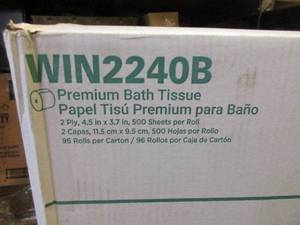 WIN2240B
Premium Bath Tissue
Papel Tisú Premium para Baño
2 Ply, 4.5 in x 3.7 in, 500 Sheets per Roll
2 Capas, 11.5 cm x 9.5 cm, 500 Hojas por Rollo
96 Rolls per Carton / 96 Rollos por Caja de Cartón